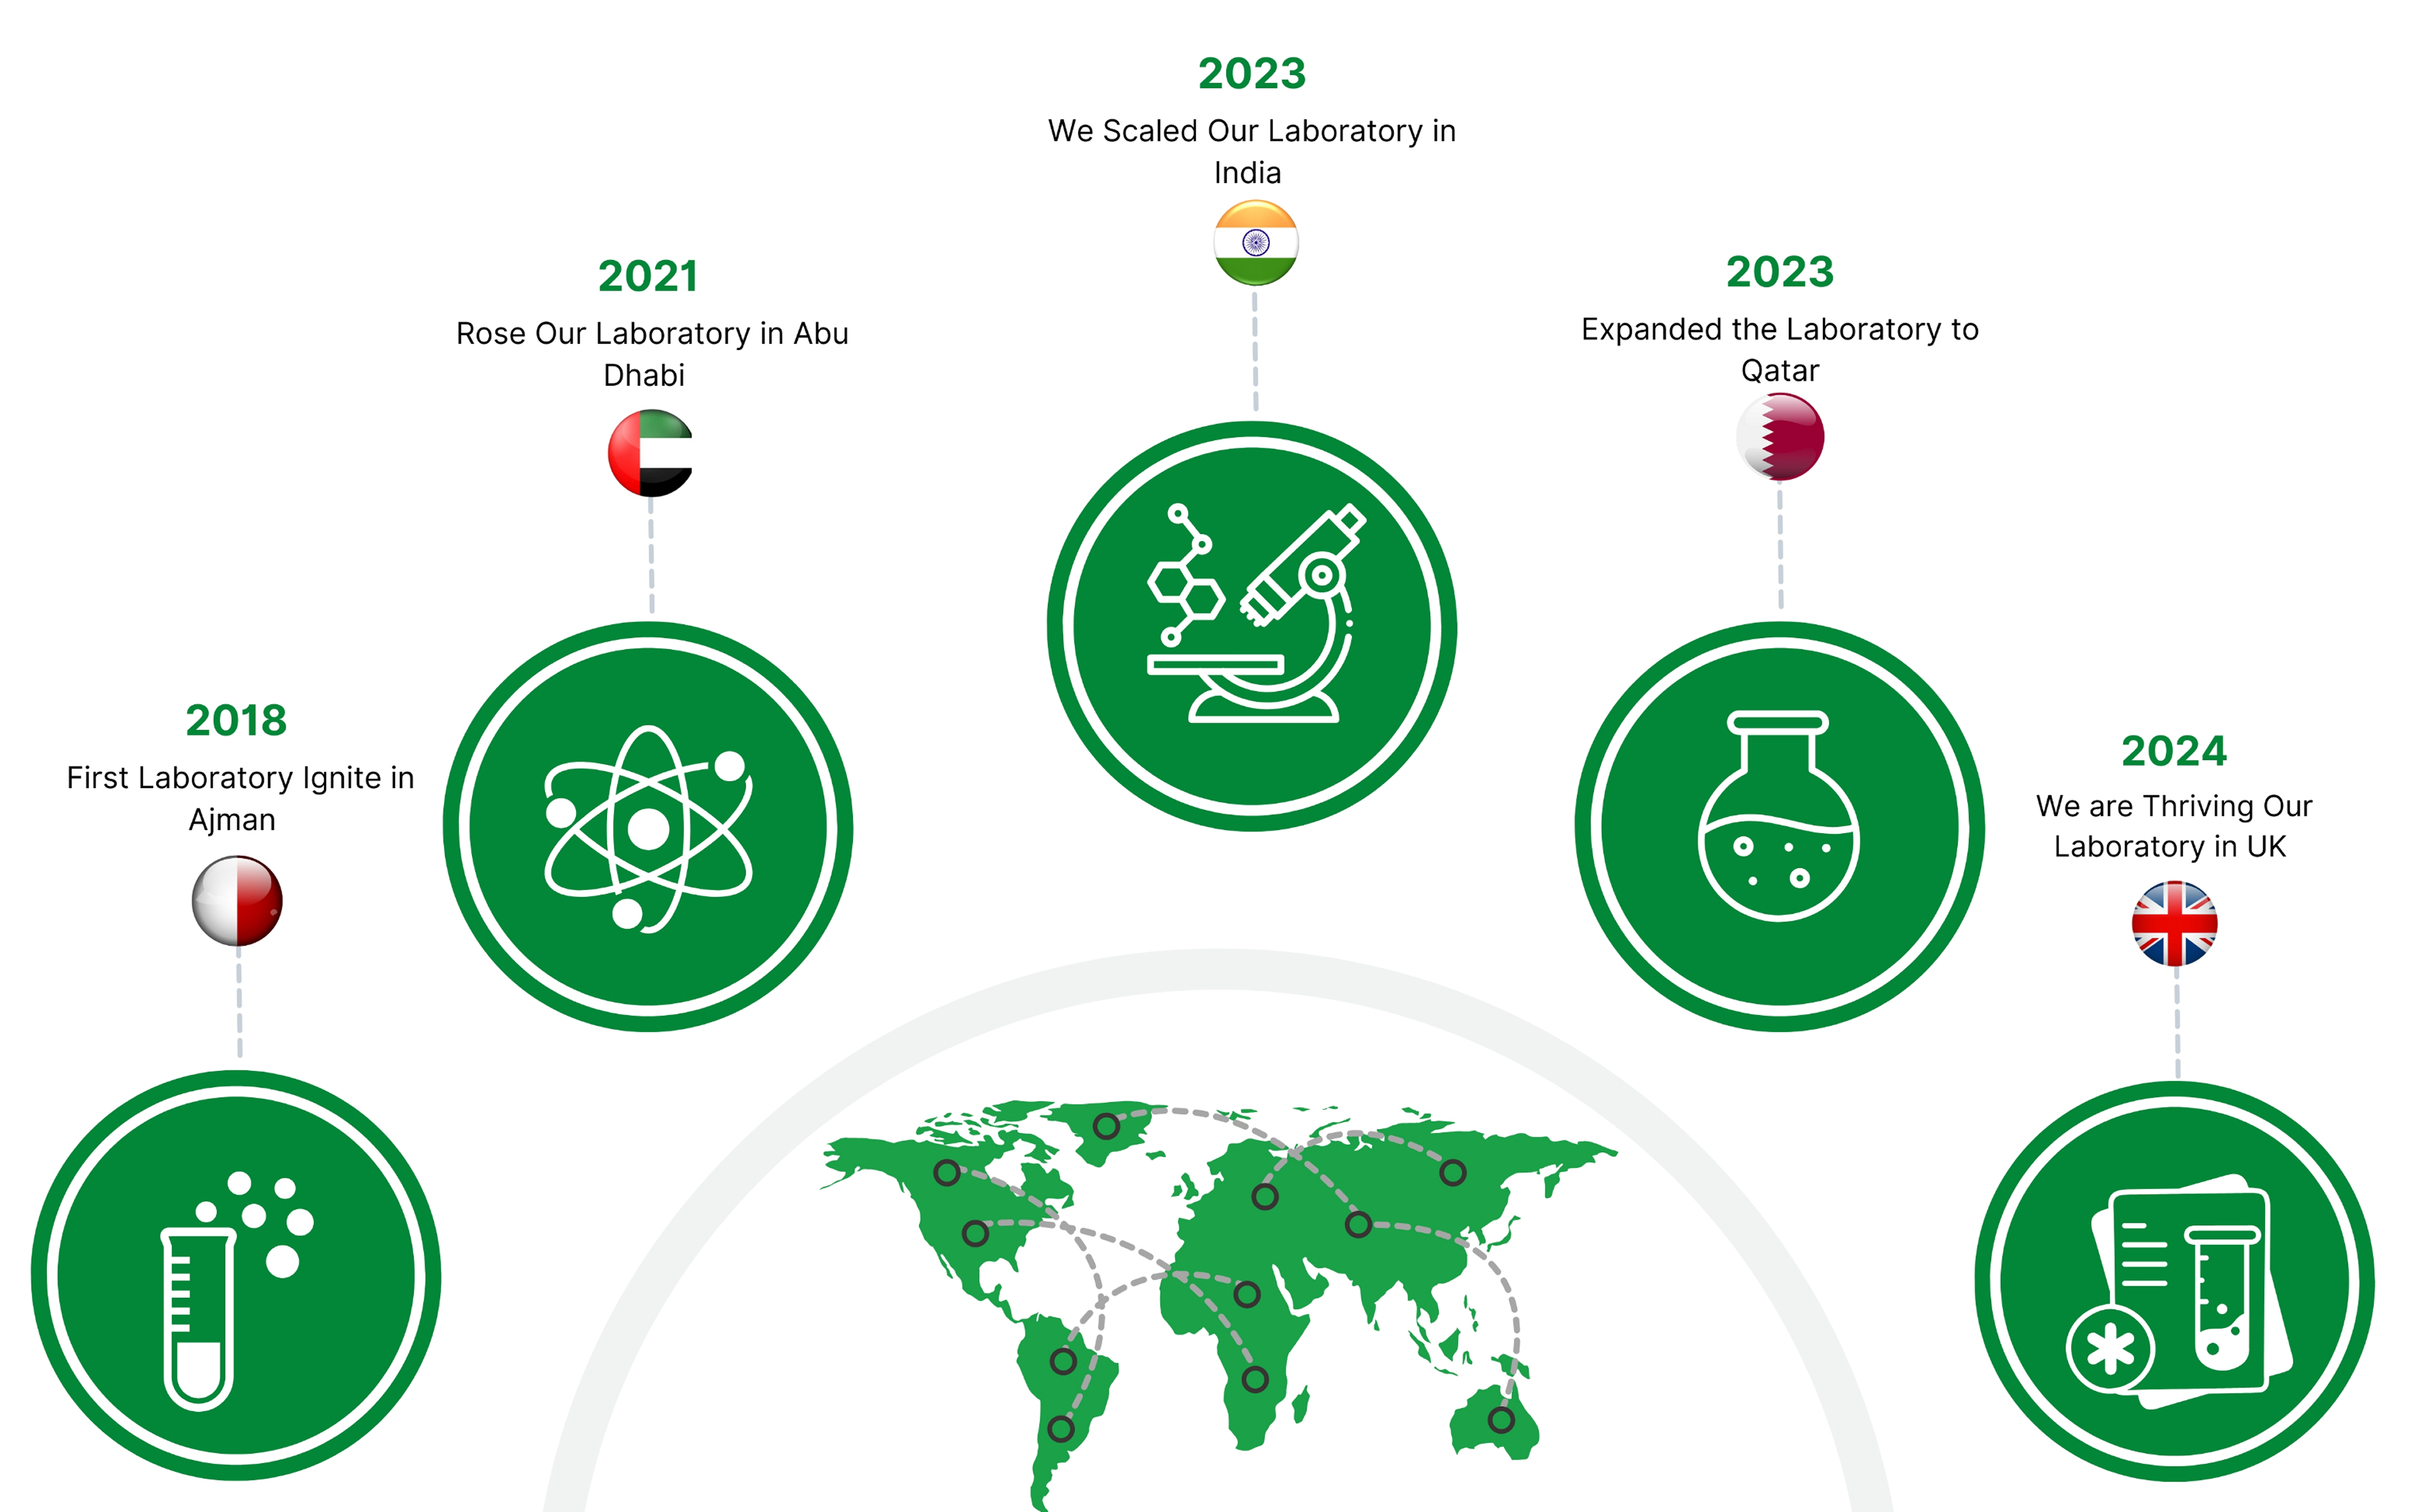 2018
First Laboratory Ignite in
Ajman
2021
Rose Our Laboratory in Abu
Dhabi
2023
We Scaled Our Laboratory in
India
2023
Expanded the Laboratory to
Qatar
2024
We are Thriving Our
Laboratory in UK